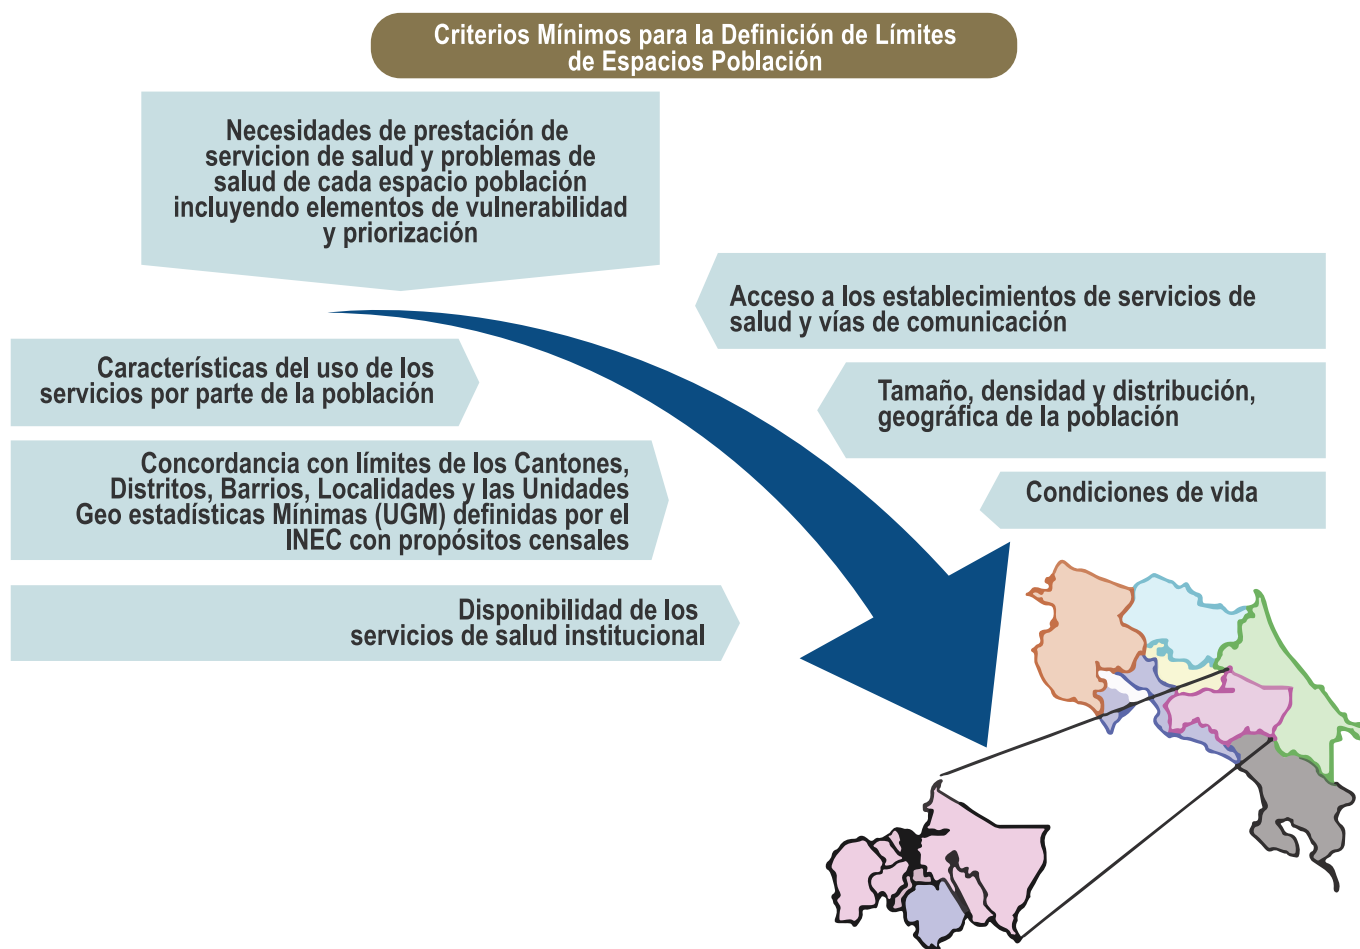 Criterios Mínimos para la Definición de Límites
de Espacios Población
Necesidades de prestación de
servicion de salud y problemas de
salud de cada espacio población
incluyendo elementos de vulnerabilidad
y priorización
Acceso a los establecimientos de servicios de
salud y vías de comunicación
Características del uso de los
servicios por parte de la población
Tamaño, densidad y distribución,
geográfica de la población
Concordancia con límites de los Cantones,
Distritos, Barrios, Localidades y las Unidades
Geo estadísticas Mínimas (UGM) definidas por el
INEC con propósitos censales
Condiciones de vida
Disponibilidad de los
servicios de salud institucional